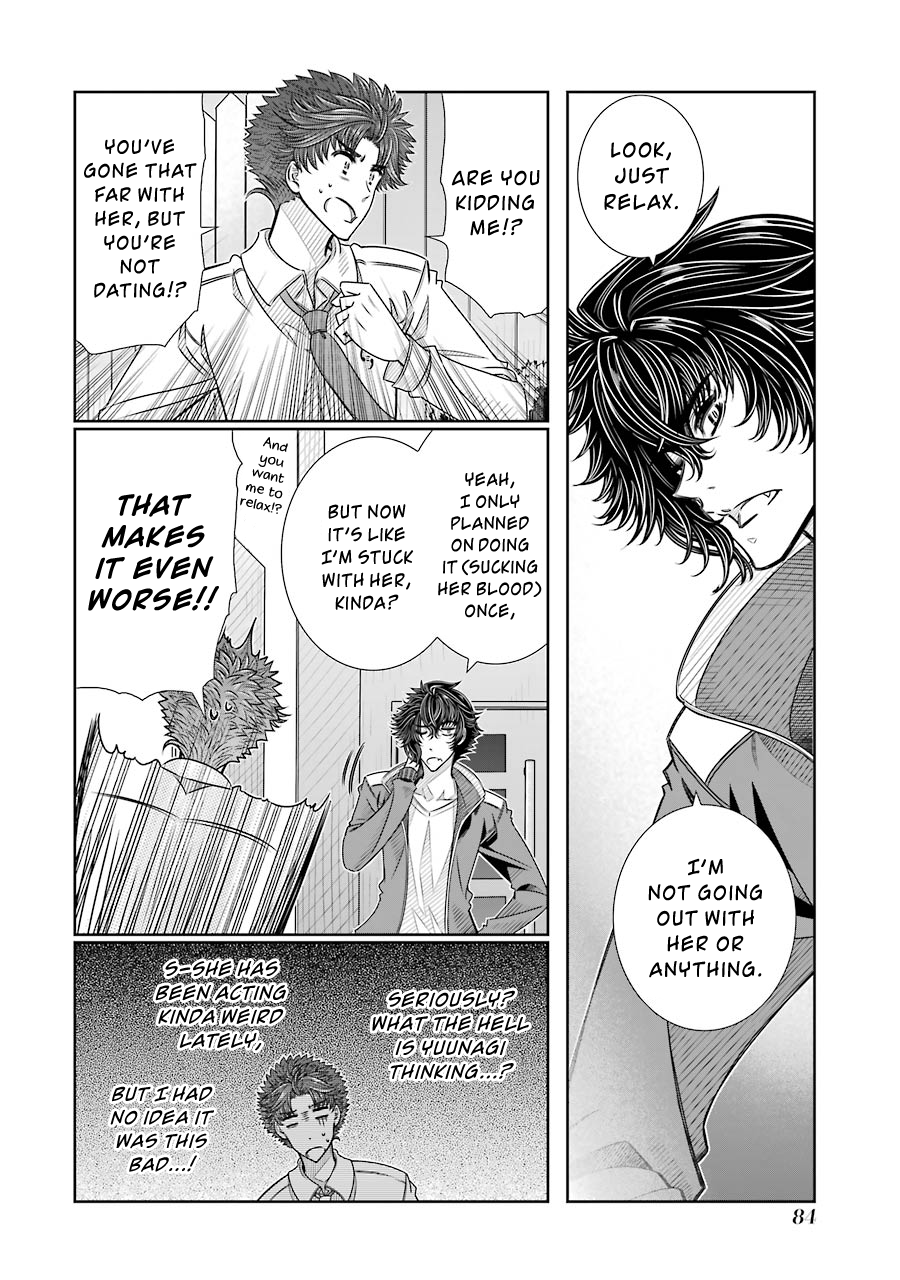 LOOK,
JUST
RELAX.
I'M
NOT GOING
OUT WITH
HER OR
ANYTHING.
ARE YOU
KIDDING
ME!?
YOU'VE
GONE THAT
FAR WITH
HER, BUT
YOU'RE
NOT
DATING!?
YEAH,
I ONLY
PLANNED
ON DOING
IT (SUCKING
HER BLOOD)
ONCE,
BUT NOW
IT'S LIKE
I'M STUCK
WITH HER,
KINDA?
And
you
want
me to
relax!?
THAT
MAKES
IT EVEN
WORSE!!
SERIOUSLY?
WHAT THE HELL
IS YUUNAGI
THINKING...?
S-SHE HAS
BEEN ACTING
KINDA WEIRD
LATELY,
BUT I HAD
NO IDEA IT
WAS THIS
BAD...!
84